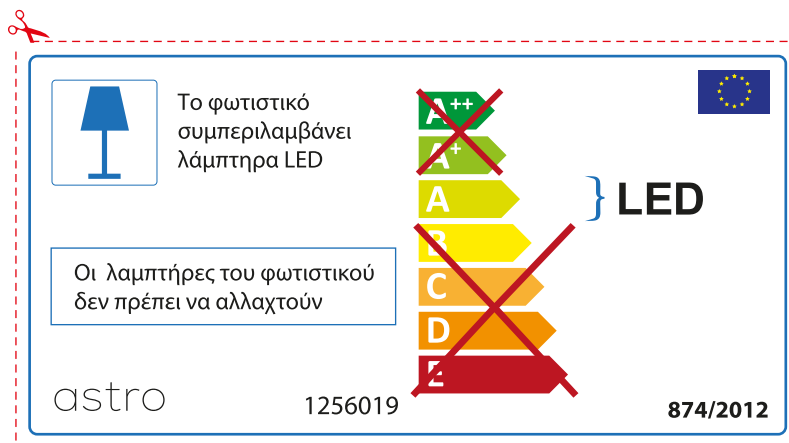 Το φωτιστικό
συμπεριλαμβάνει
λάμπτηρα LED
A++
A+
A
B
C
D
E
LED
Οι λαμπτήρες του φωτιστικού
δεν πρέπει να αλλαχτούν
astro
1256019
874/2012